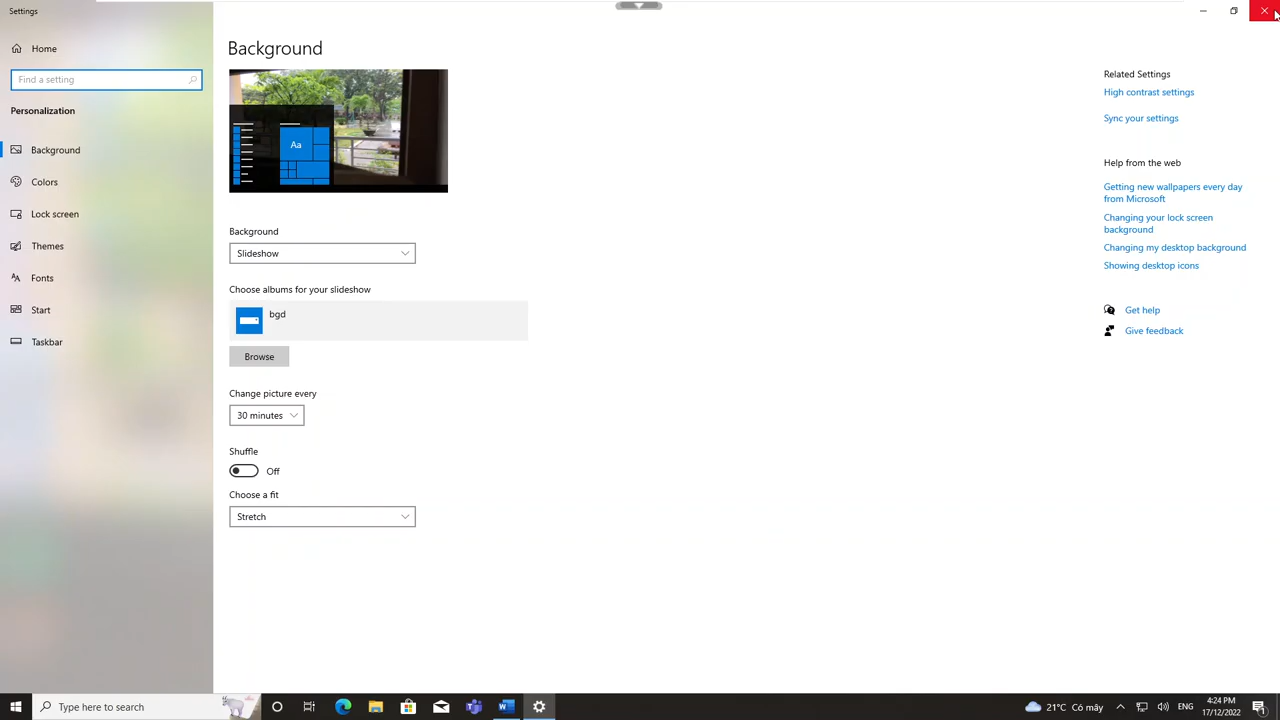 Settings
Home
Find a setting
Personalization
Background
Colors
Lock screen
Themes
Fonts
Start
Taskbar
Background
Aa
Background
Slideshow
Choose albums for your slideshow
bgd
Browse
Change picture every
30 minutes
Shuffle
Off
Choose a fit
Stretch
Related Settings
High contrast settings
Sync your settings
Help from the web
Getting new wallpapers every day
from Microsoft
Changing your lock screen
background
Changing my desktop background
Showing desktop icons
Get help
Give feedback
Type here to search
21°C Có mây
ENG
4:24 PM
17/12/2022